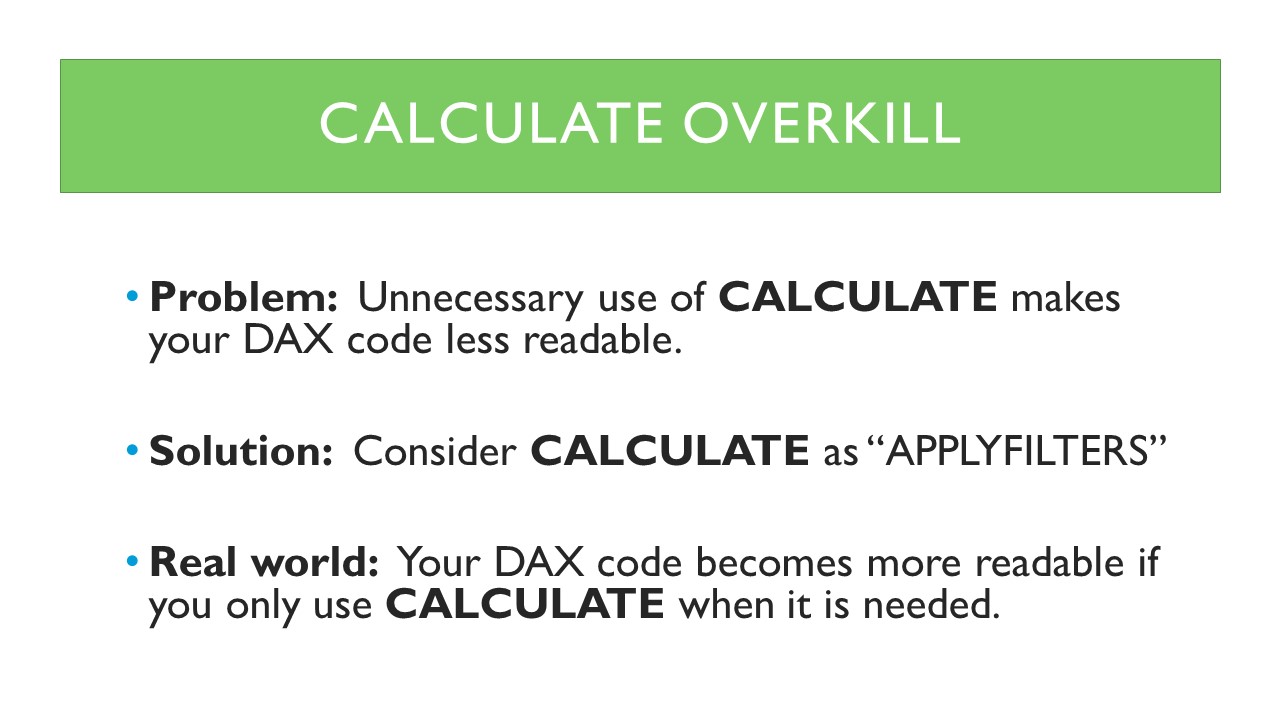 CALCULATE OVERKILL
• Problem: Unnecessary use of CALCULATE makes
your DAX code less readable.
• Solution: Consider CALCULATE as “APPLYFILTERS”
• Real world: Your DAX code becomes more readable if
you only use CALCULATE when it is needed.